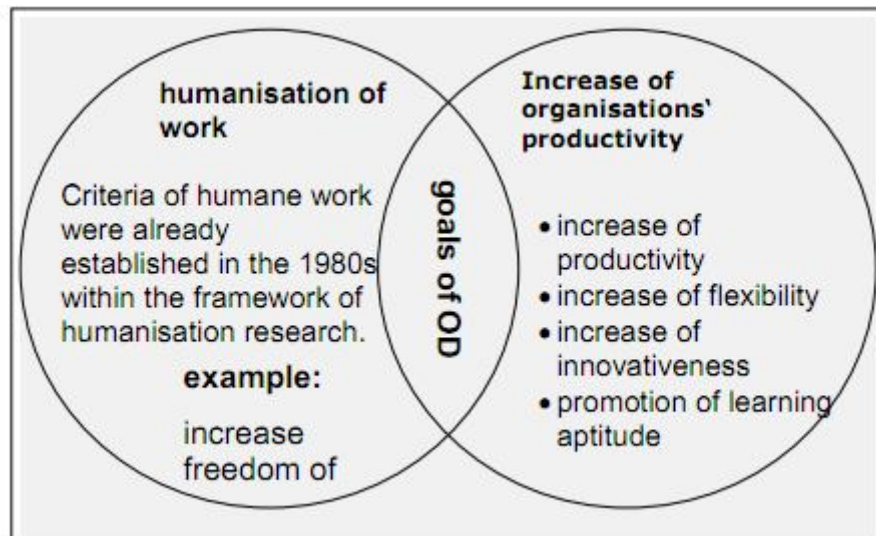 humanisation of
work
Criteria of humane work
were already
established in the 1980s
within the framework of
humanisation research.
example:
increase
freedom of
goals of OD
Increase of
organisations‘
productivity
• increase of
productivity
• increase of flexibility
• increase of
innovativeness
• promotion of learning
aptitude